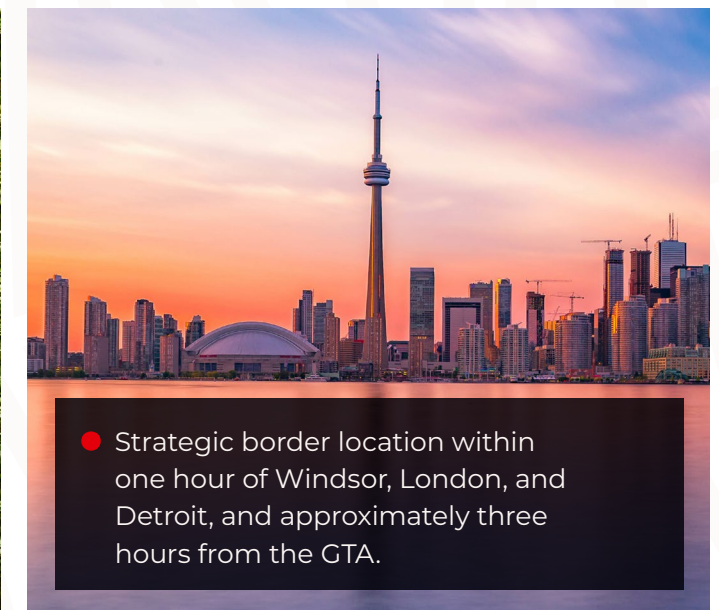 Strategic border location within
one hour of Windsor, London, and
Detroit, and approximately three
hours from the GTA.